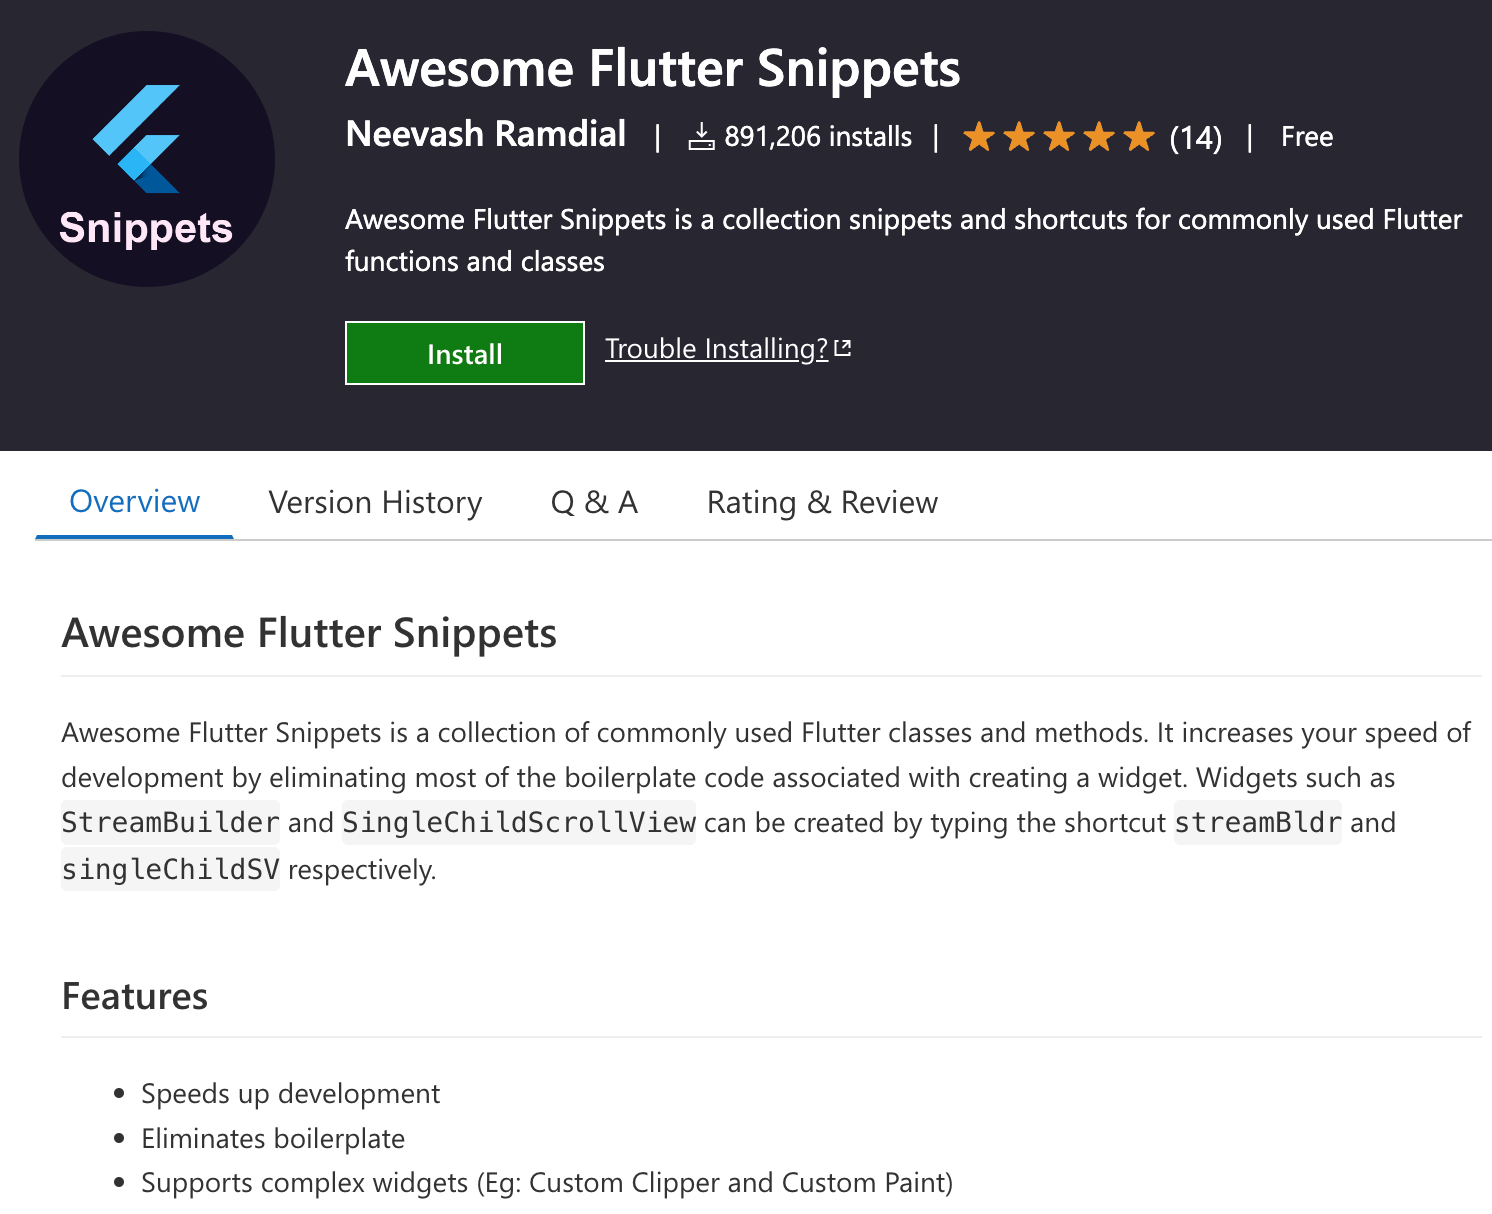 Snippets
Awesome Flutter Snippets
Neevash Ramdial | 891,206 installs | (14) | Free
Awesome Flutter Snippets is a collection snippets and shortcuts for commonly used Flutter
functions and classes
Install Trouble Installing?
Overview Version History Q & A Rating & Review
Awesome Flutter Snippets
Awesome Flutter Snippets is a collection of commonly used Flutter classes and methods. It increases your speed of
development by eliminating most of the boilerplate code associated with creating a widget. Widgets such as
StreamBuilder and SingleChildScrollView can be created by typing the shortcut streamBldr and
singleChildSV respectively.
Features
• Speeds up development
• Eliminates boilerplate
• Supports complex widgets (Eg: Custom Clipper and Custom Paint)